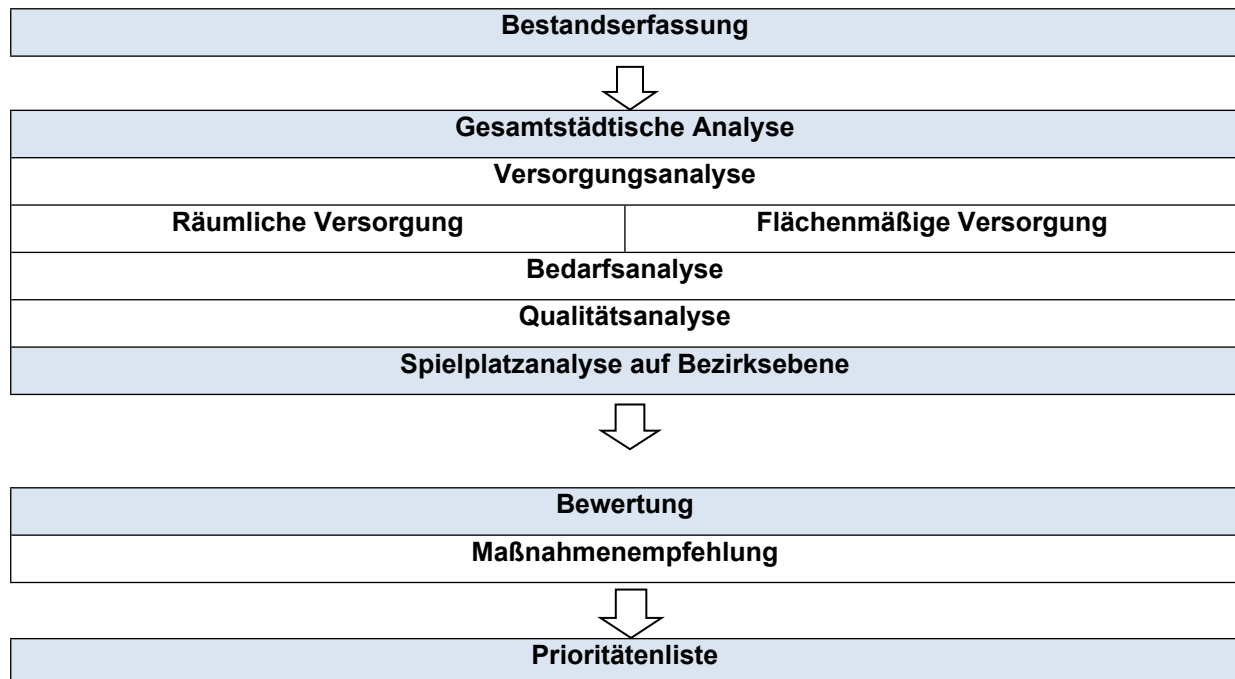 Bestandserfassung
Gesamtstädtische Analyse
Versorgungsanalyse
Räumliche Versorgung
Flächenmäßige Versorgung
Bedarfsanalyse
Qualitätsanalyse
Spielplatzanalyse auf Bezirksebene
Bewertung
Maßnahmenempfehlung
Prioritätenliste